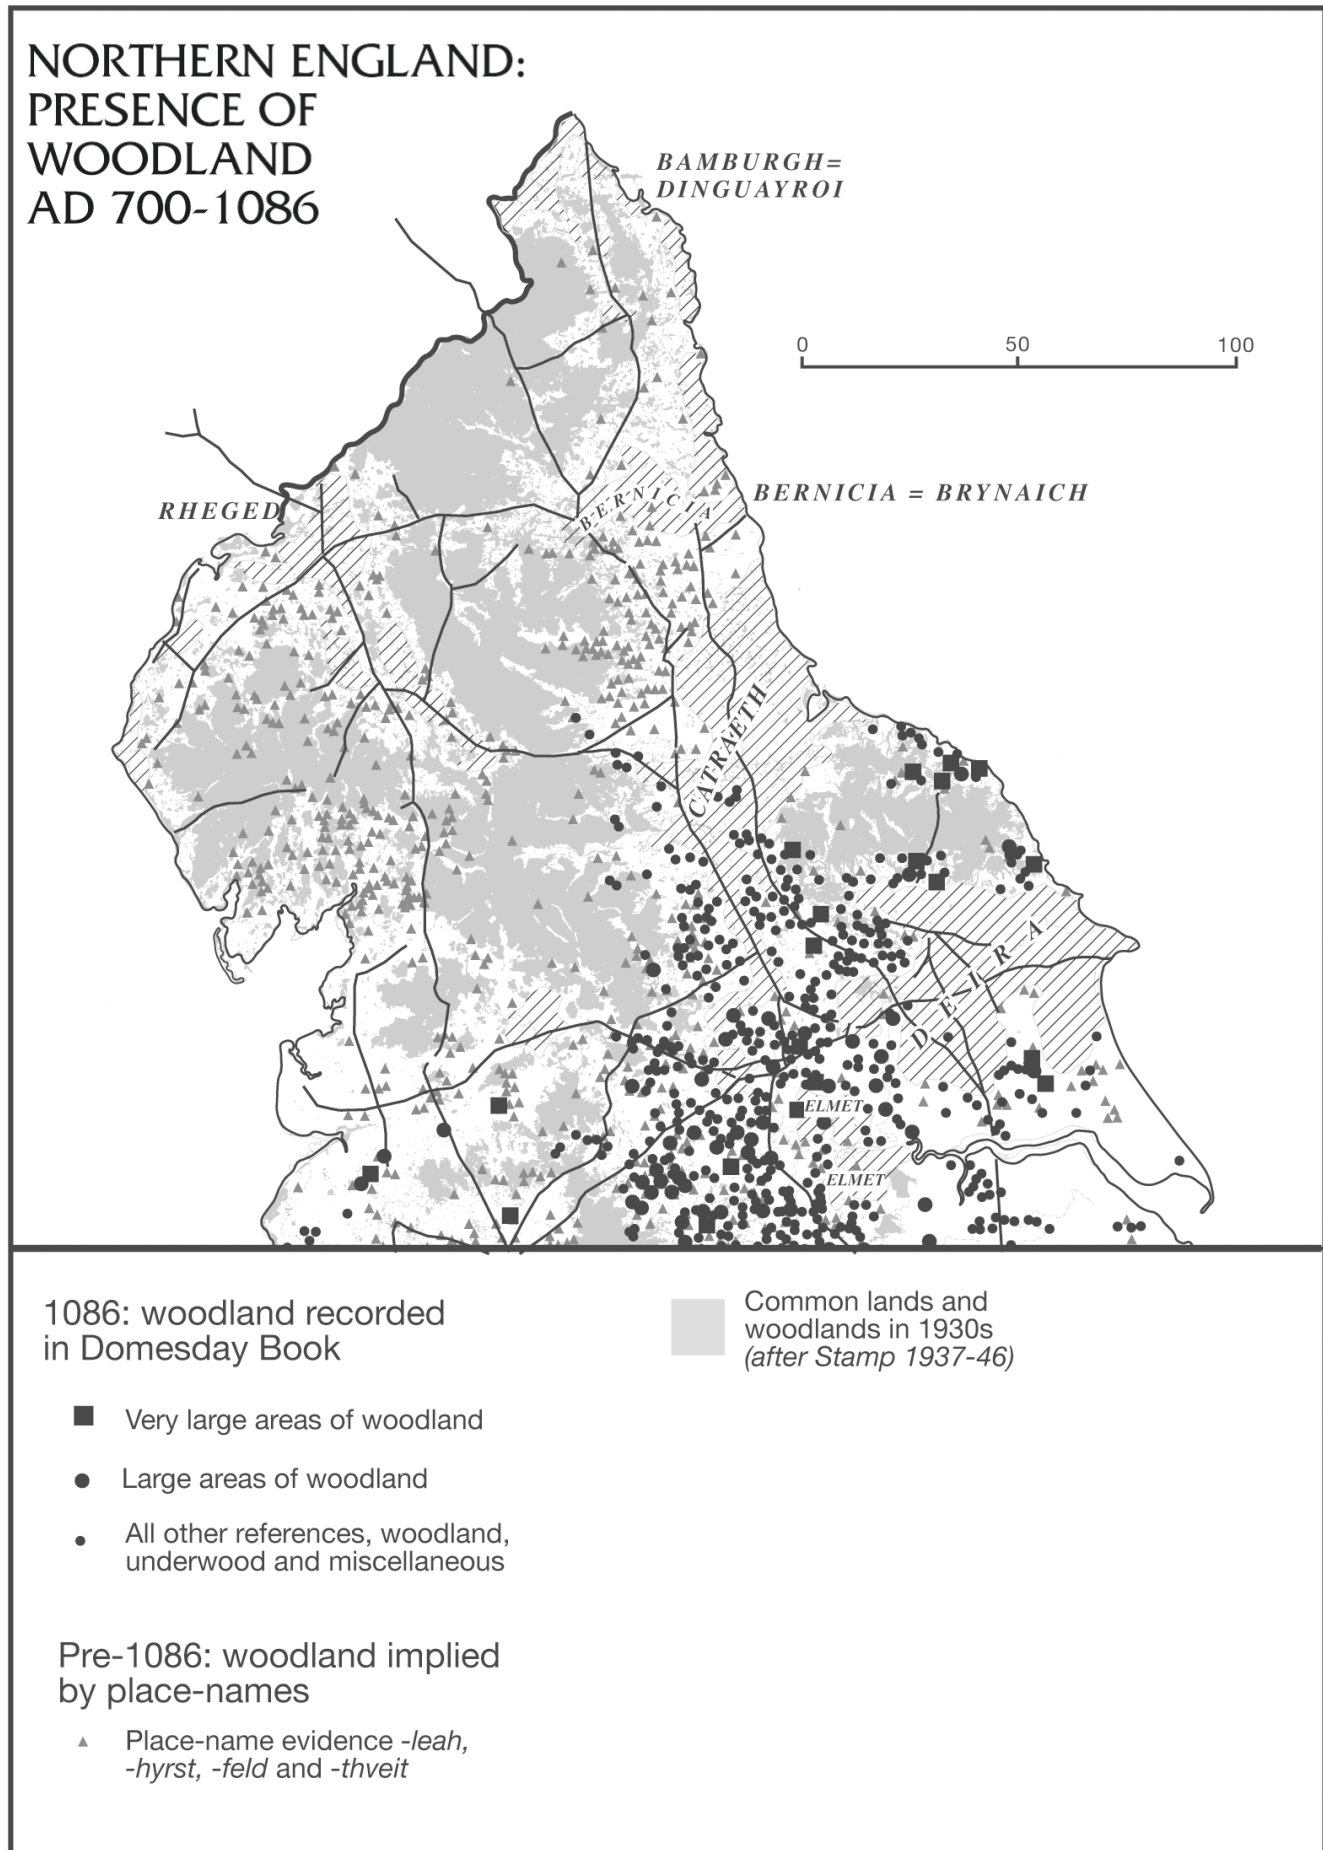 NORTHERN ENGLAND:
PRESENCE OF
WOODLAND
AD 700-1086
BAMBURGH=
DINGUAYROI
0 50 100
BERNICIA = BRYNAICH
RHEGED
BERNICIA
CATRAETH
DEIRA
ELMET
ELMET
1086: woodland recorded
in Domesday Book
Very large areas of woodland
Large areas of woodland
All other references, woodland,
underwood and miscellaneous
Pre-1086: woodland implied
by place-names
Place-name evidence -leah,
-hyrst, -feld and -thveit
Common lands and
woodlands in 1930s
(after Stamp 1937-46)